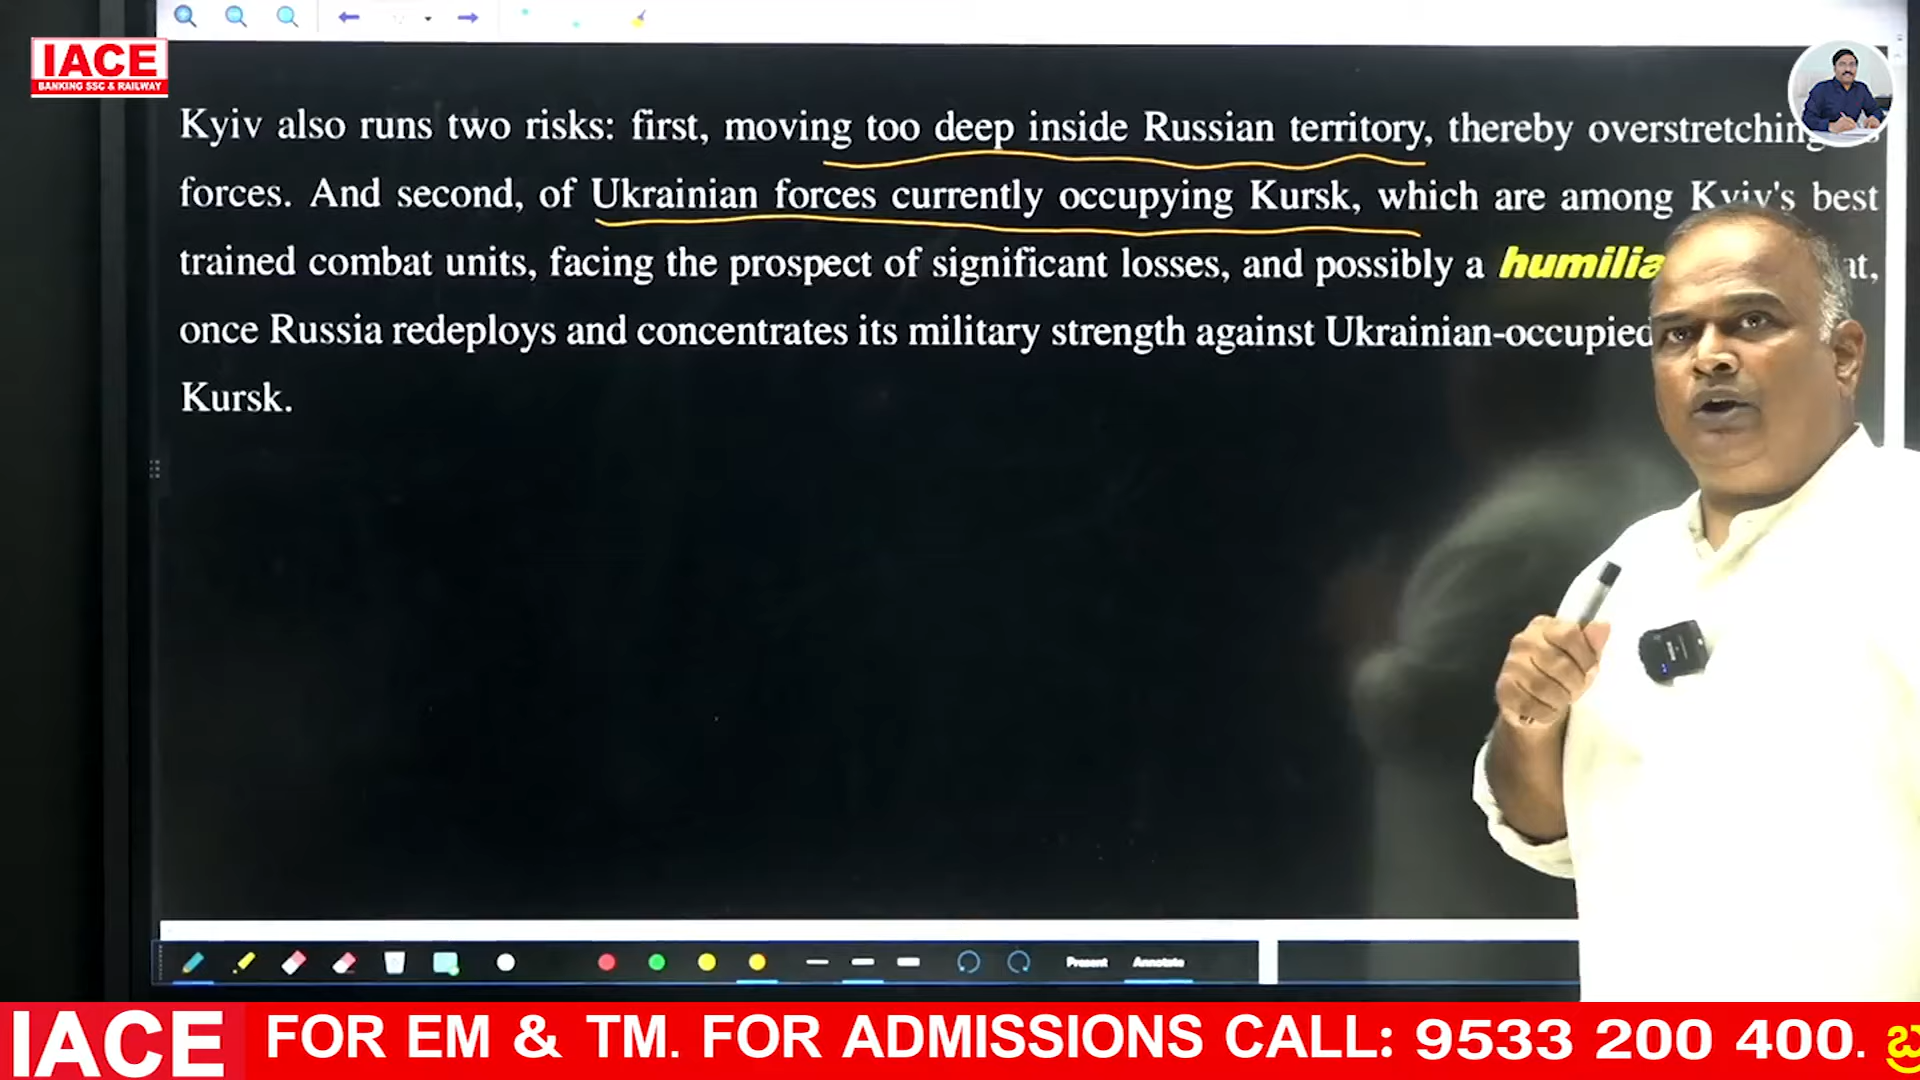 IACE
BANKING SSC & RAILWAY
Kyiv also runs two risks: first, moving too deep inside Russian territory, thereby overstretching
forces. And second, of Ukrainian forces currently occupying Kursk, which are among Kyiv's best
trained combat units, facing the prospect of significant losses, and possibly a
once Russia redeploys and concentrates its military strength against Ukrainian-occupied
Kursk.
Present Annotate
IACE FOR EM & TM. FOR ADMISSIONS CALL: 9533 200 400.